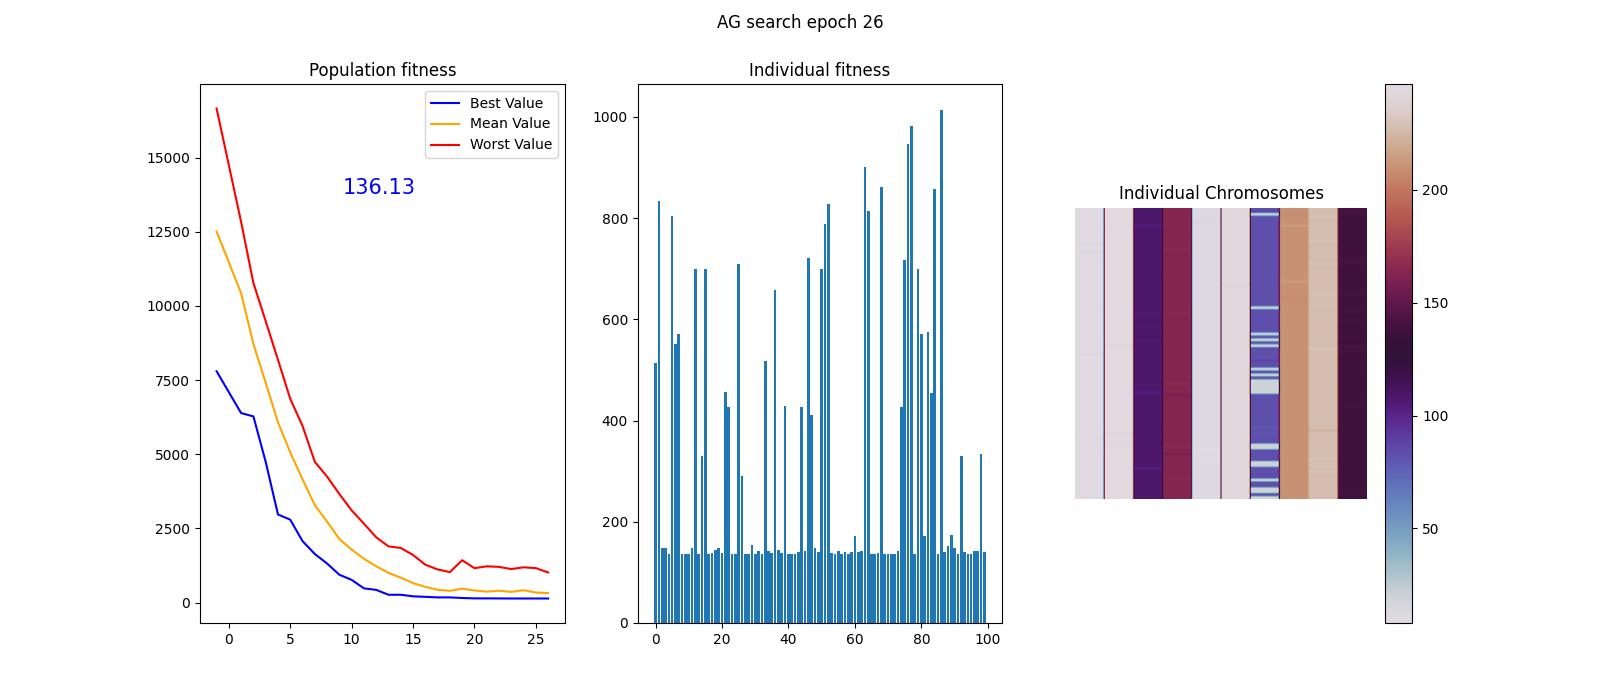 AG search epoch 26
Population fitness
Best Value
Mean Value
Worst Value
136.13
15000
12500
10000
7500
5000
2500
0
0 5 10 15 20 25
Individual fitness
1000
800
600
400
200
0
0 20 40 60 80 100
Individual Chromosomes
200
150
100
50